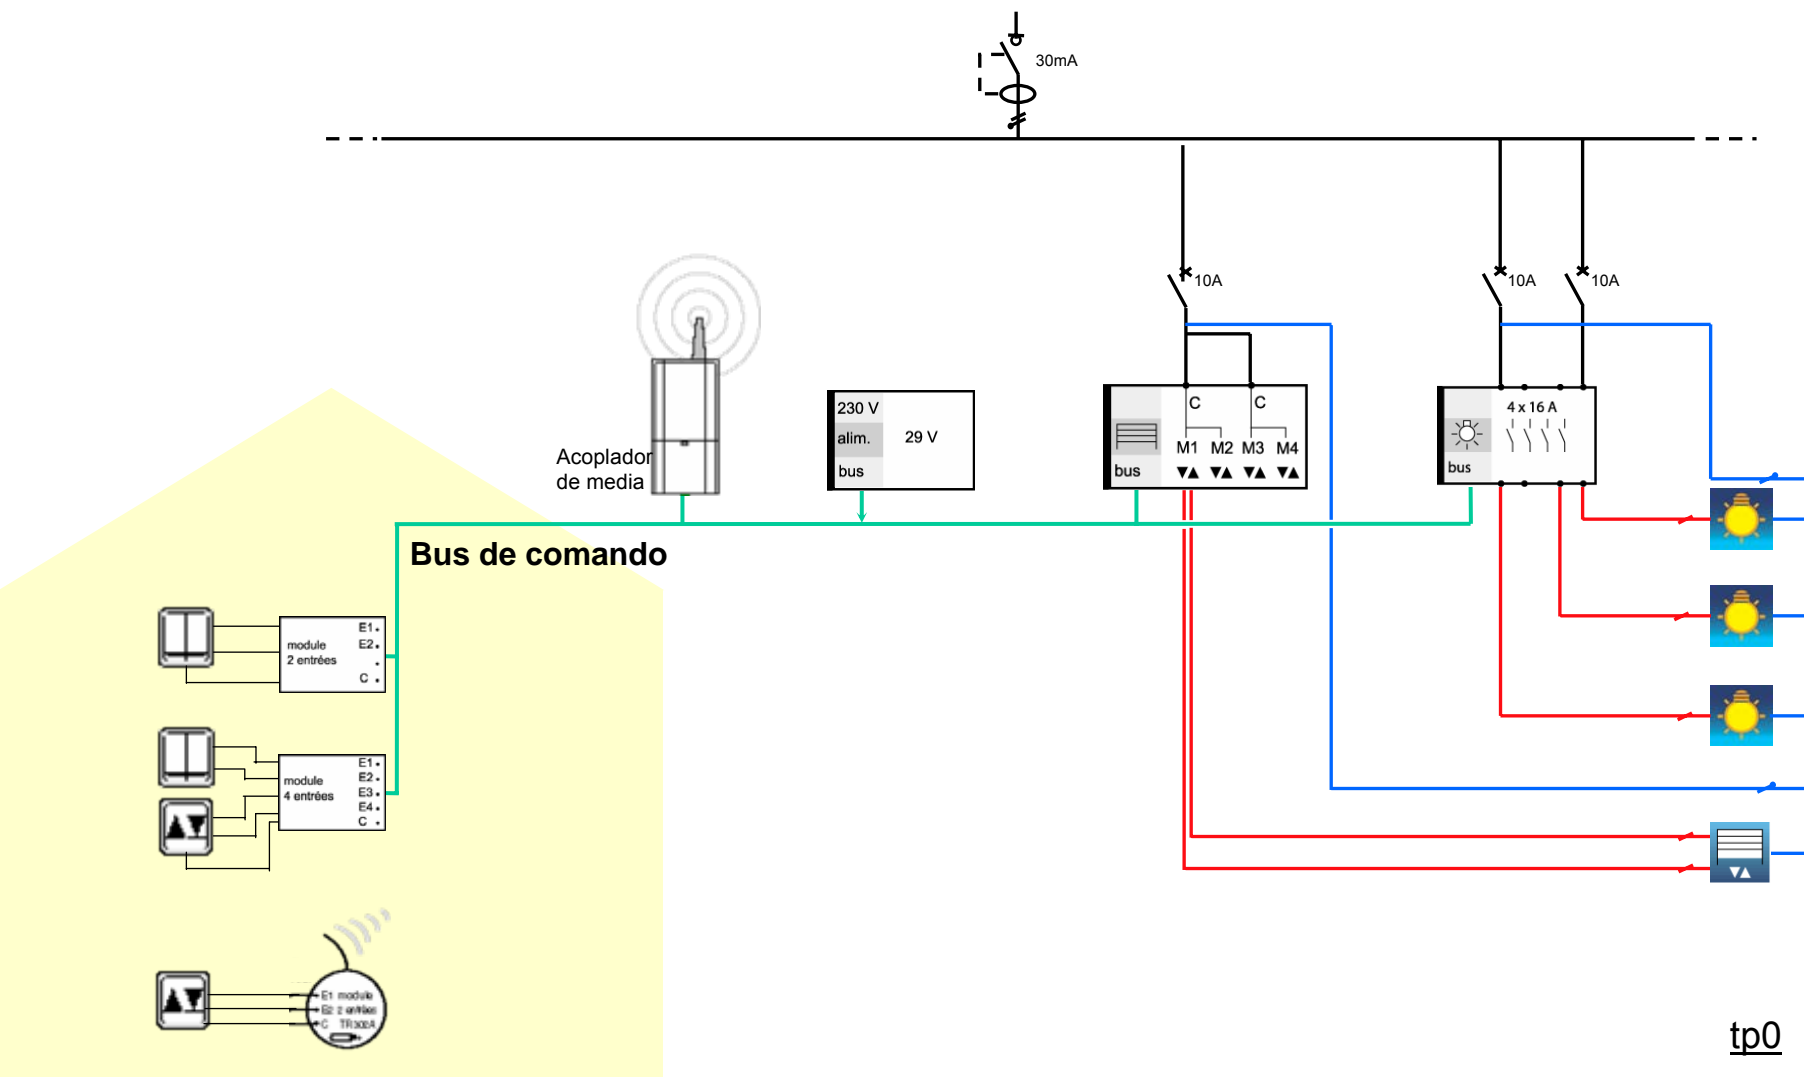 30mA
10A
10A
10A
230 V
alim.
29 V
bus
C
C
M1
M2
M3
M4
▼▲
▼▲
▼▲
▼▲
bus
4 x 16 A
bus
Acoplador
de media
Bus de comando
module
2 entrées
E1
E2
C
module
4 entrées
E1
E2
E3
E4
C
E1 module
E2 2 entrées
C TR302A
tp0